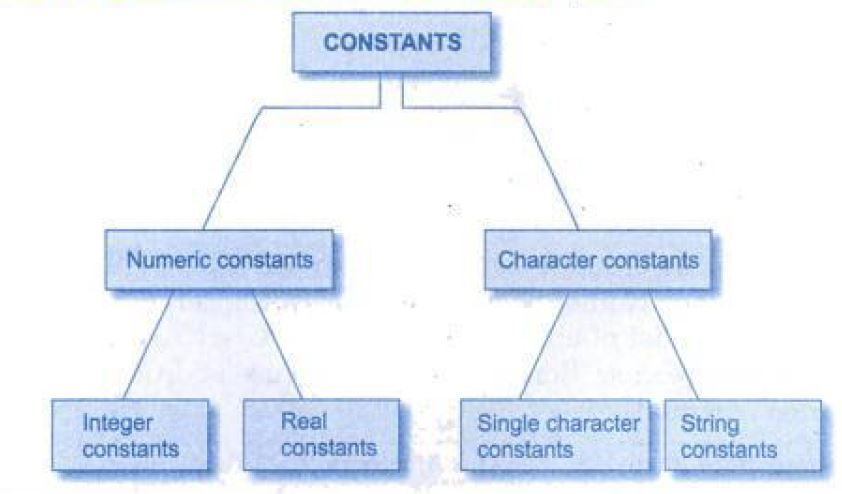 CONSTANTS
Numeric constants
Character constants
Integer
constants
Real
constants
Single character
constants
String
constants